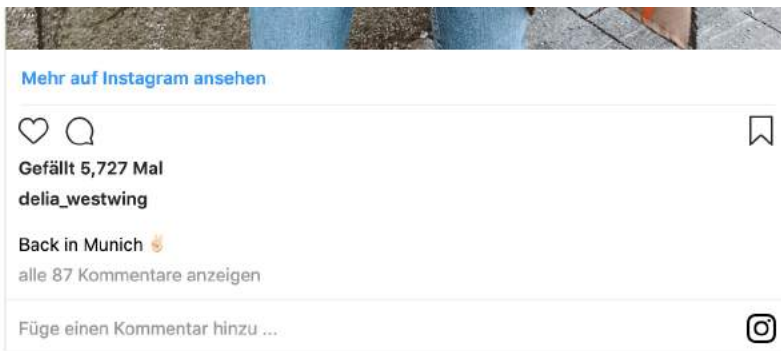 Mehr auf Instagram ansehen
Gefällt 5,727 Mal
delia_westwing
Back in Munich ✌🏻
alle 87 Kommentare anzeigen
Füge einen Kommentar hinzu ...